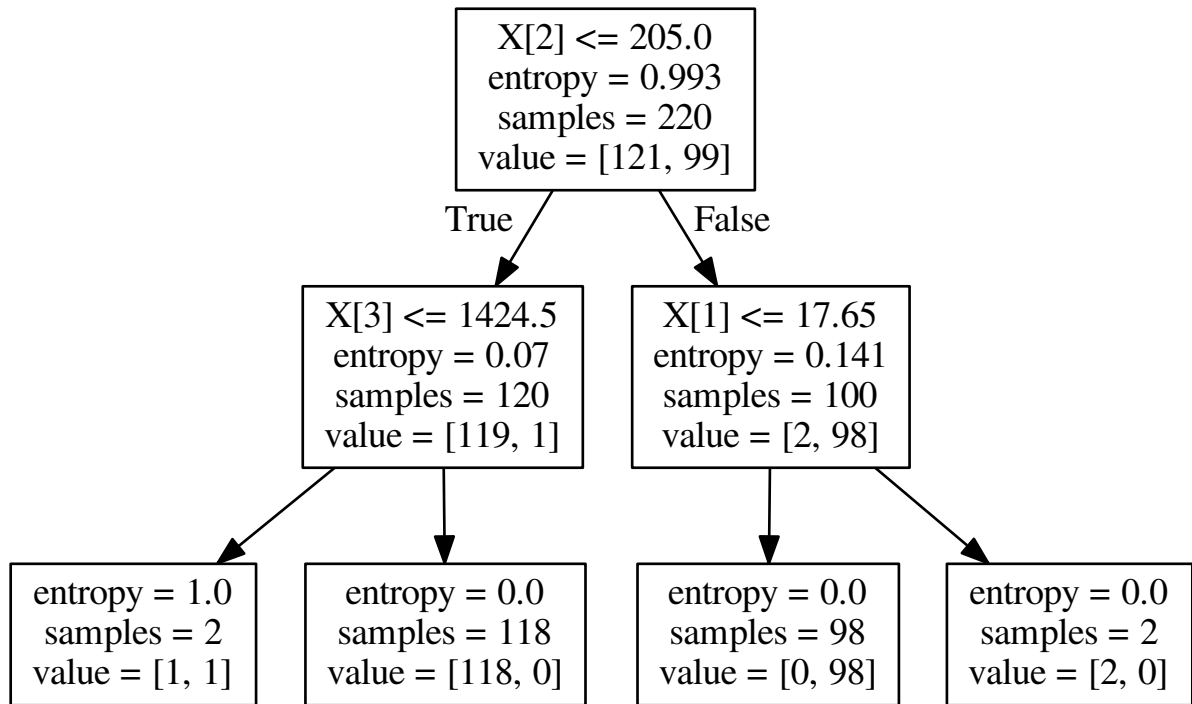 X[2] <= 205.0
entropy = 0.993
samples = 220
value = [121, 99]
True
False
X[3] <= 1424.5
entropy = 0.07
samples = 120
value = [119, 1]
X[1] <= 17.65
entropy = 0.141
samples = 100
value = [2, 98]
entropy = 1.0
samples = 2
value = [1, 1]
entropy = 0.0
samples = 118
value = [118, 0]
entropy = 0.0
samples = 98
value = [0, 98]
entropy = 0.0
samples = 2
value = [2, 0]